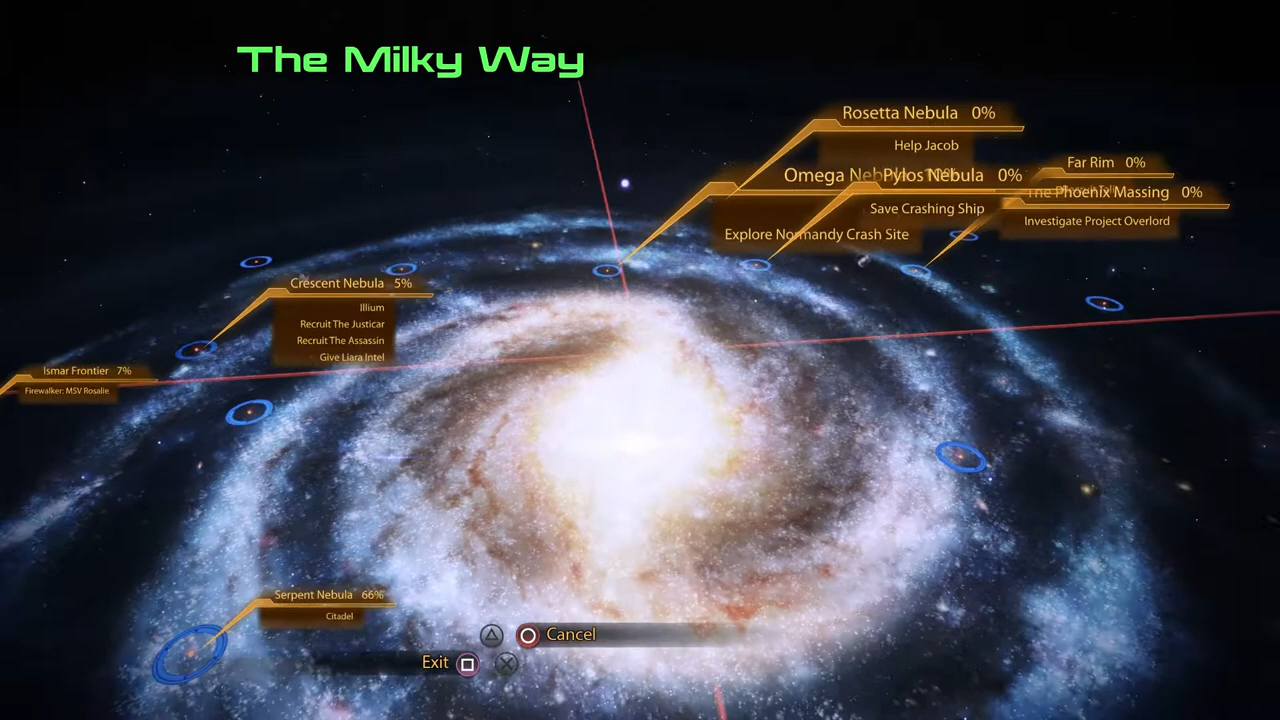 The Milky Way
Rosetta Nebula 0%
Help Jacob
Omega Neb
Pylos Nebula 0%
Save Crashing Ship
Explore Normandy Crash Site
Far Rim 0%
The Phoenix Massing 0%
Investigate Project Overlord
Crescent Nebula 5%
Illium
Recruit The Justicar
Recruit The Assassin
Give Liara Intel
Ismar Frontier 7%
Firewalker: MSV Rosalie
Serpent Nebula 66%
Citadel
Cancel
Exit